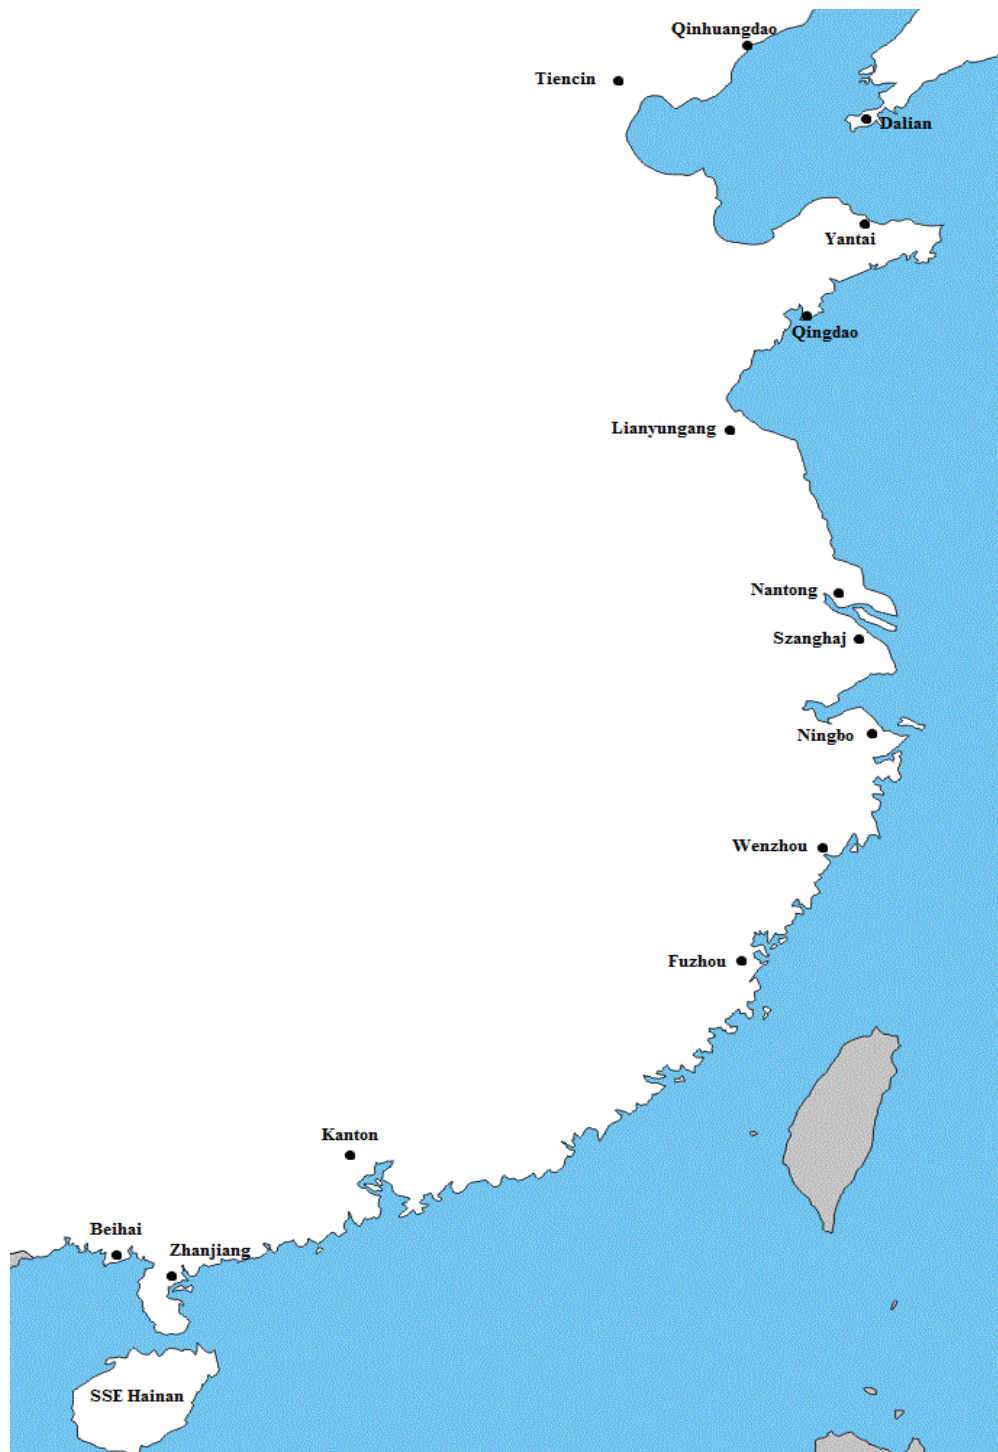 Qinhuangdao
Tiencin
Dalian
Yantai
Qingdao
Lianyungang
Nantong
Szanghaj
Ningbo
Wenzhou
Fuzhou
Kanton
Beihai
Zhanjiang
SSE Hainan